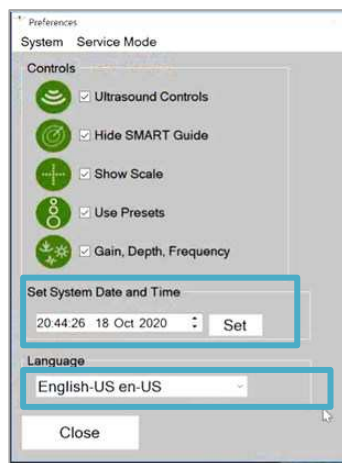 Preferences
System Service Mode
Controls
Ultrasound Controls
Hide SMART Guide
Show Scale
Use Presets
Gain, Depth, Frequency
Set System Date and Time
20:44:26 18 Oct 2020 Set
Language
English-US en-US
Close